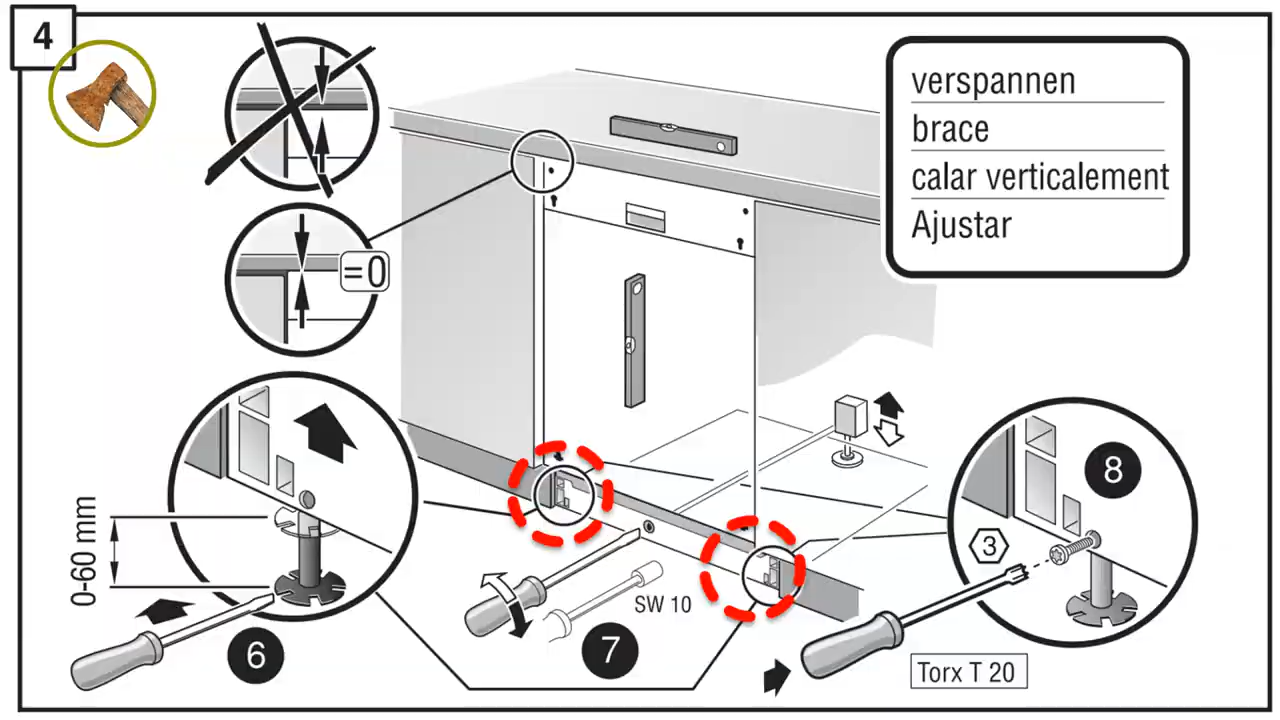 4
verspannen
brace
calar verticalement
Ajustar
=0
0-60 mm
6
SW 10
7
8
3
Torx T 20